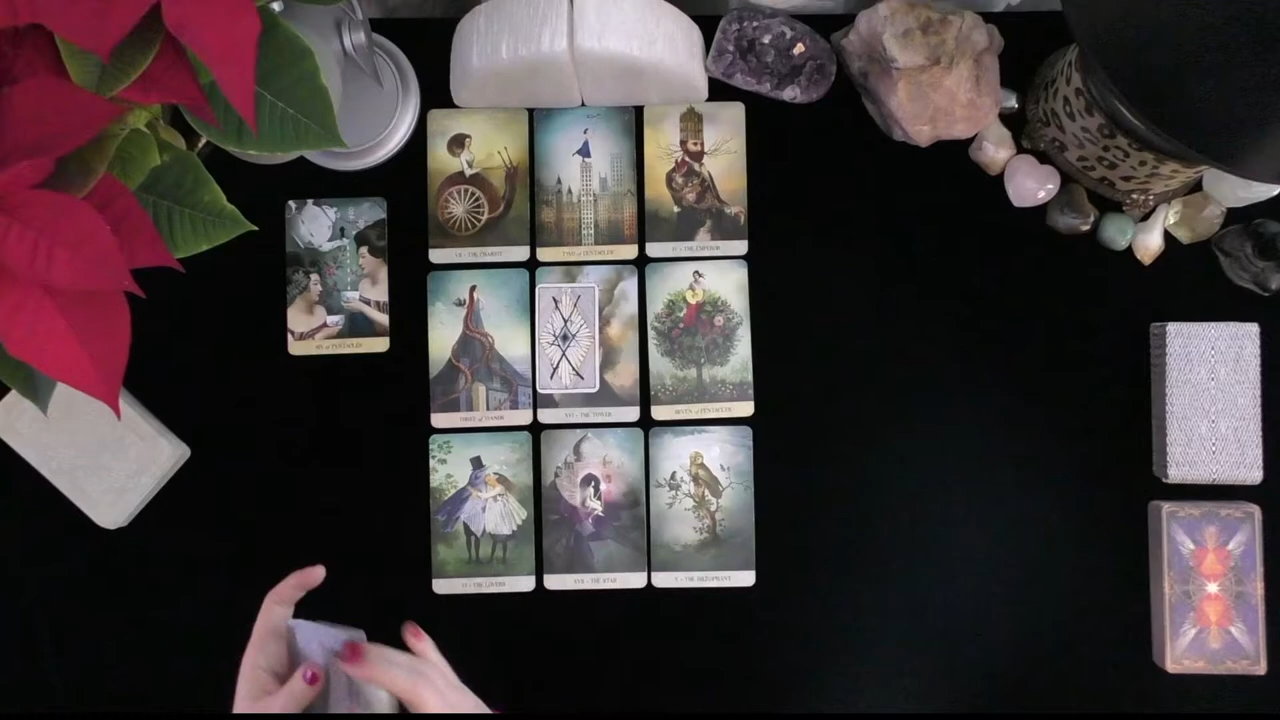 VII • THE CHARIOT
TWO of PENTACLES
IV • THE EMPEROR
SIX of PENTACLES
THREE of WANDS
XVI • THE TOWER
SEVEN of PENTACLES
VI • THE LOVERS
XVII • THE STAR
V • THE HIEROPHANT